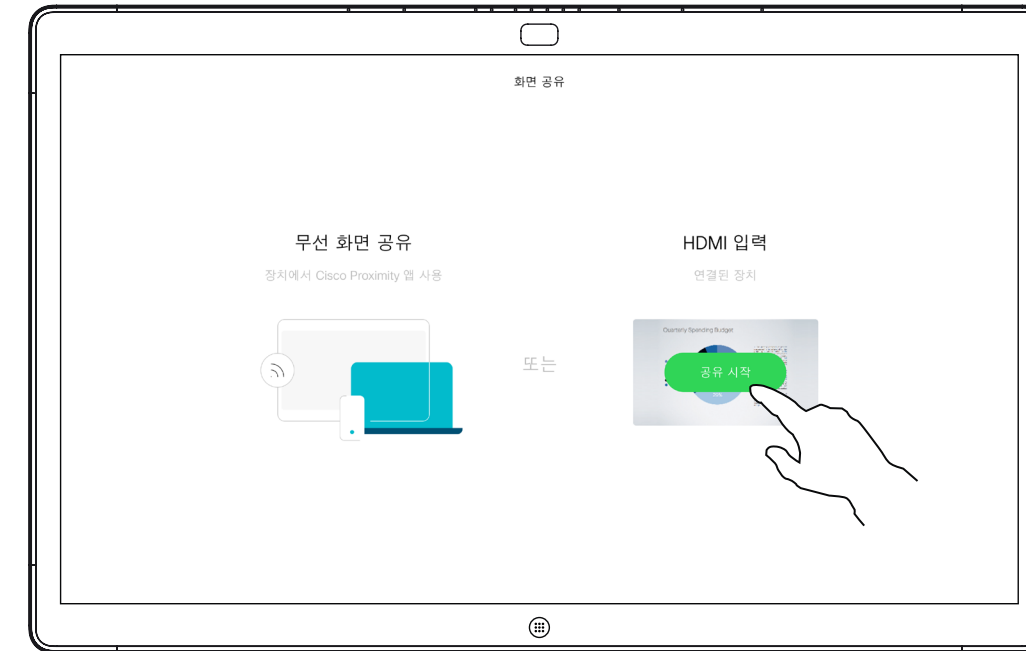 화면 공유
무선 화면 공유
장치에서 Cisco Proximity 앱 사용
또는
HDMI 입력
연결된 장치
Quarterly Spending Budget
공유 시작